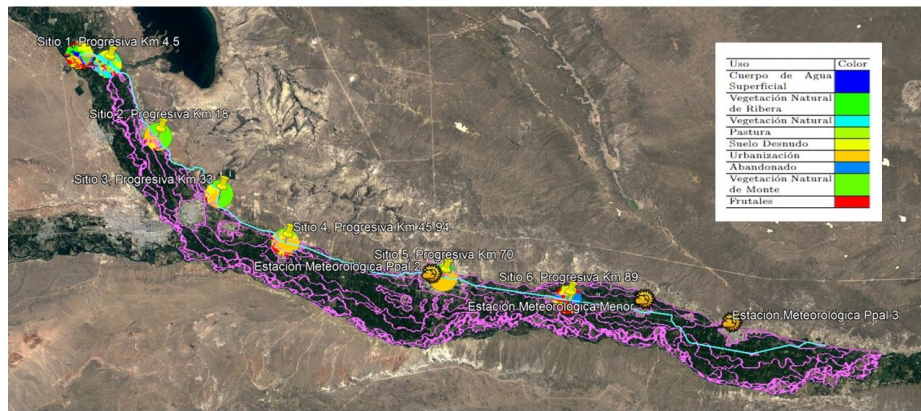 Sitio 1, Progresiva Km 4.5
Sitio 2, Progresiva Km 18
Sitio 3, Progresiva Km 33
Sitio 4, Progresiva Km 45.94
Sitio 5, Progresiva Km 70
Estación Meteorológica Ppal 2
Sitio 6, Progresiva Km 89
Estación Meteorológica Menor
Estación Meteorológica Ppal 3
Uso Color
Cuerpo de Agua
Superficial
Vegetación Natural
de Ribera
Vegetación Natural
Pastura
Suelo Desnudo
Urbanización
Abandonado
Vegetación Natural
de Monte
Frutales